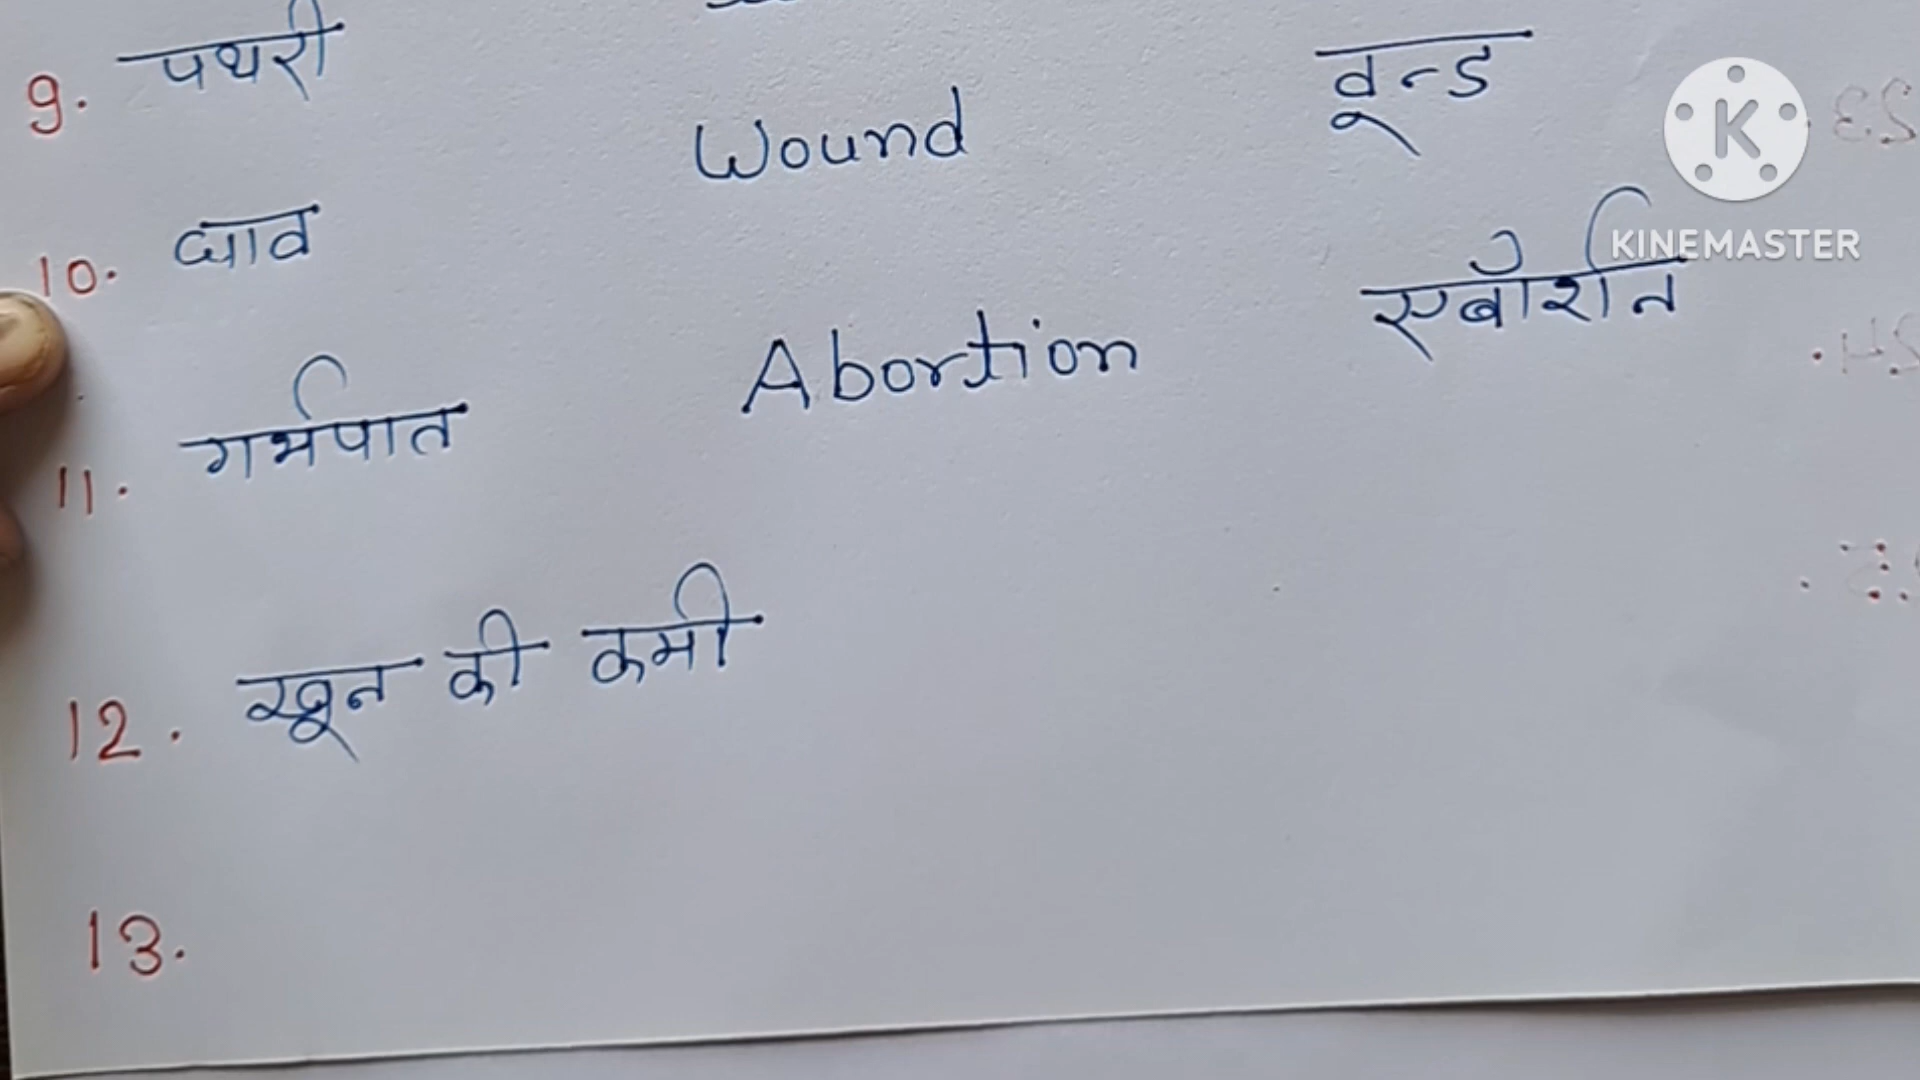 9. पथरी
10. घाव Wound वून्ड
11. गर्भपात Abortion एबॉर्शन
12. खून की कमी
13.
KINEMASTER